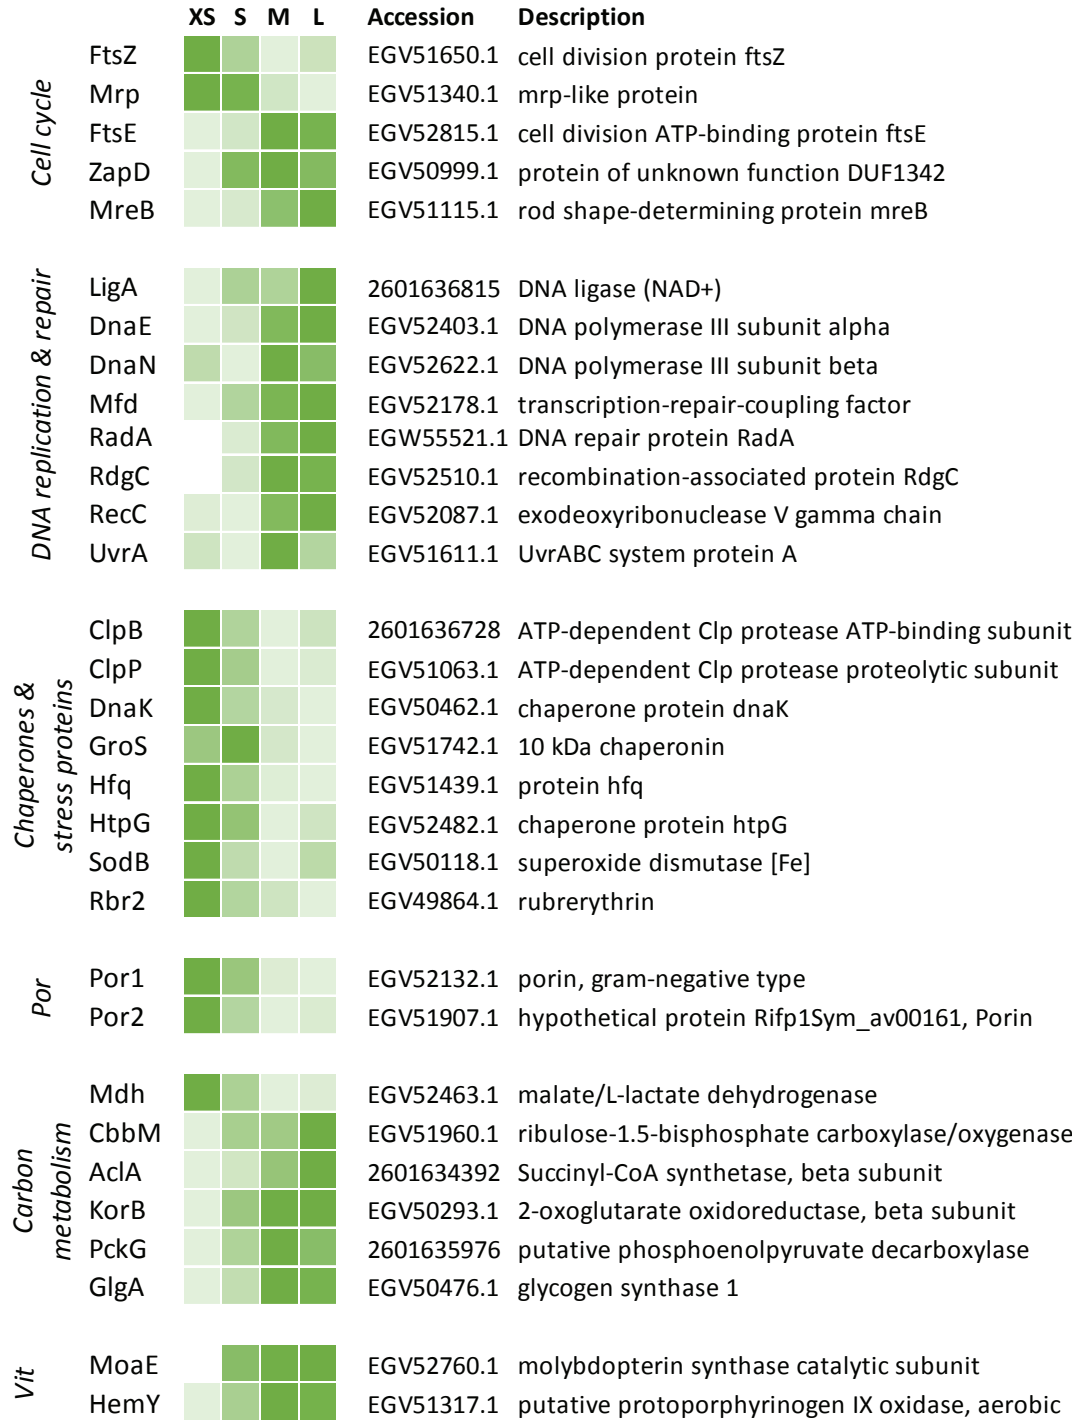 XS S M L Accession Description
Cell cycle
FtsZ EGV51650.1 cell division protein ftsZ
Mrp EGV51340.1 mrp-like protein
FtsE EGV52815.1 cell division ATP-binding protein ftsE
ZapD EGV50999.1 protein of unknown function DUF1342
MreB EGV51115.1 rod shape-determining protein mreB
DNA replication & repair
LigA 2601636815 DNA ligase (NAD+)
DnaE EGV52403.1 DNA polymerase III subunit alpha
DnaN EGV52622.1 DNA polymerase III subunit beta
Mfd EGV52178.1 transcription-repair-coupling factor
RadA EGW55521.1 DNA repair protein RadA
RdgC EGV52510.1 recombination-associated protein RdgC
RecC EGV52087.1 exodeoxyribonuclease V gamma chain
UvrA EGV51611.1 UvrABC system protein A
Chaperones &
stress proteins
ClpB 2601636728 ATP-dependent Clp protease ATP-binding subunit
ClpP EGV51063.1 ATP-dependent Clp protease proteolytic subunit
DnaK EGV50462.1 chaperone protein dnaK
GroS EGV51742.1 10 kDa chaperonin
Hfq EGV51439.1 protein hfq
HtpG EGV52482.1 chaperone protein htpG
SodB EGV50118.1 superoxide dismutase [Fe]
Rbr2 EGV49864.1 rubrerythrin
Por
Por1 EGV52132.1 porin, gram-negative type
Por2 EGV51907.1 hypothetical protein Rifp1Sym_av00161, Porin
Carbon
metabolism
Mdh EGV52463.1 malate/L-lactate dehydrogenase
CbbM EGV51960.1 ribulose-1.5-bisphosphate carboxylase/oxygenase
AclA 2601634392 Succinyl-CoA synthetase, beta subunit
KorB EGV50293.1 2-oxoglutarate oxidoreductase, beta subunit
PckG 2601635976 putative phosphoenolpyruvate decarboxylase
GlgA EGV50476.1 glycogen synthase 1
Vit
MoaE EGV52760.1 molybdopterin synthase catalytic subunit
HemY EGV51317.1 putative protoporphyrinogen IX oxidase, aerobic